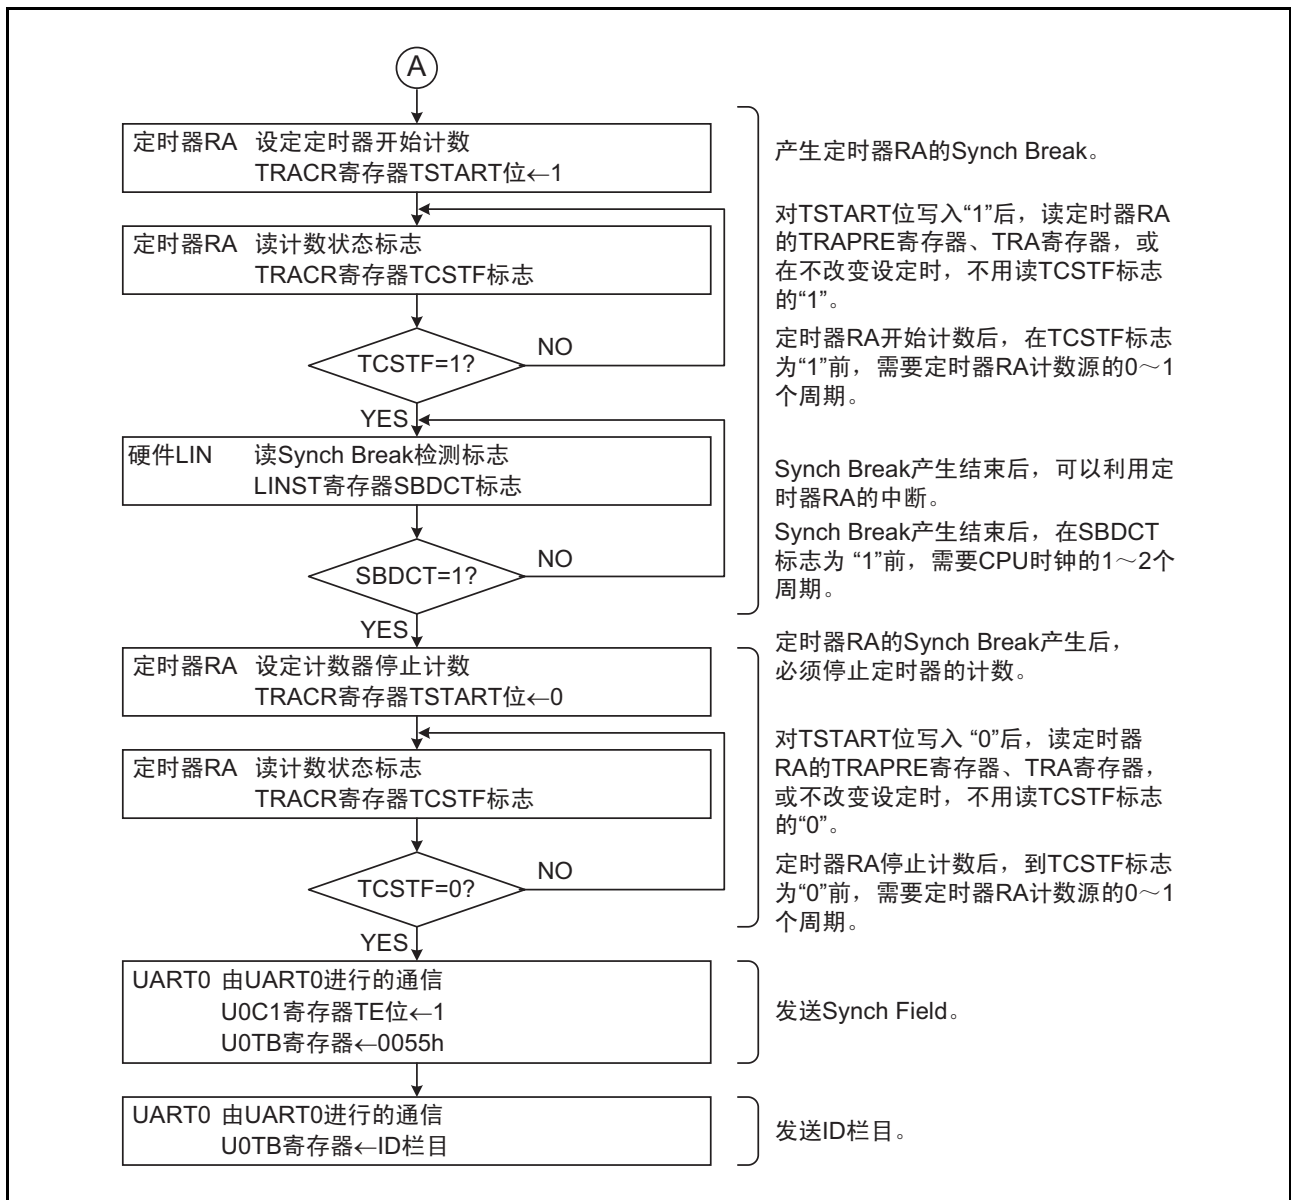 A
定时器RA 设定定时器开始计数
TRACR寄存器TSTART位←1
定时器RA 读计数状态标志
TRACR寄存器TCSTF标志
TCSTF=1?
NO
YES
硬件LIN 读Synch Break检测标志
LINST寄存器SBDCT标志
SBDCT=1?
NO
YES
产生定时器RA的Synch Break。
对TSTART位写入“1”后，读定时器RA
的TRAPRE寄存器、TRA寄存器，或
在不改变设定时，不用读TCSTF标志
的“1”。
定时器RA开始计数后，在TCSTF标志
为“1”前，需要定时器RA计数源的0～1
个周期。
Synch Break产生结束后，可以利用定
时器RA的中断。
Synch Break产生结束后，在SBDCT
标志为 “1”前，需要CPU时钟的1～2个
周期。
定时器RA 设定计数器停止计数
TRACR寄存器TSTART位←0
定时器RA 读计数状态标志
TRACR寄存器TCSTF标志
TCSTF=0?
NO
YES
定时器RA的Synch Break产生后，
必须停止定时器的计数。
对TSTART位写入 “0”后，读定时器
RA的TRAPRE寄存器、TRA寄存器，
或不改变设定时，不用读TCSTF标志
的“0”。
定时器RA停止计数后，到TCSTF标志
为“0”前，需要定时器RA计数源的0～1
个周期。
UART0 由UART0进行的通信
U0C1寄存器TE位←1
U0TB寄存器←0055h
发送Synch Field。
UART0 由UART0进行的通信
U0TB寄存器←ID栏目
发送ID栏目。